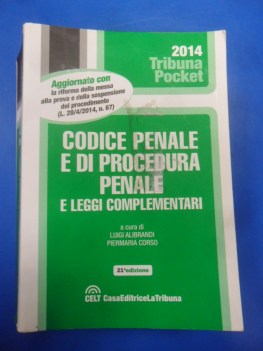 2014
Tribuna
Pocket
Aggiornato con
la riforma della messa
alla prova e della sospensione
del procedimento
(L. 28/4/2014, n. 67)
CODICE PENALE
E DI PROCEDURA
PENALE
E LEGGI COMPLEMENTARI
a cura di
LUIGI ALIBRANDI
PIERMARIA CORSO
21ª edizione
CELT CasaEditriceLaTribuna